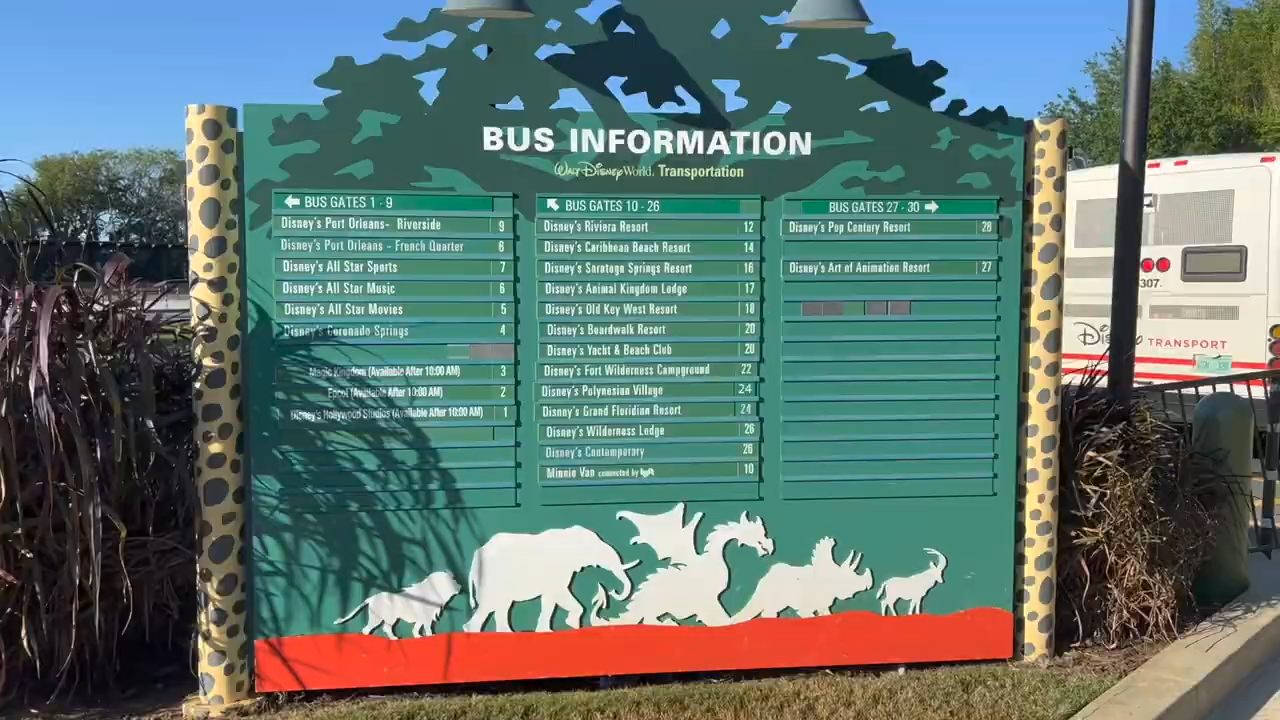 BUS INFORMATION
Walt Disney World. Transportation
BUS GATES 1 - 9
Disney's Port Orleans- Riverside 9
Disney's Port Orleans - French Quarter 6
Disney's All Star Sports 7
Disney's All Star Music 6
Disney's All Star Movies 5
Disney's Coronado Springs 4
Magic Kingdom (Available After 10:00 AM) 3
Epcot (Available After 10:00 AM) 2
Disney's Hollywood Studios (Available After 10:00 AM) 1
BUS GATES 10 - 26
Disney's Riviera Resort 12
Disney's Caribbean Beach Resort 14
Disney's Saratoga Springs Resort 16
Disney's Animal Kingdom Lodge 17
Disney's Old Key West Resort 18
Disney's Boardwalk Resort 20
Disney's Yacht & Beach Club 20
Disney's Fort Wilderness Campground 22
Disney's Polynesian Village 24
Disney's Grand Floridian Resort 24
Disney's Wilderness Lodge 26
Disney's Contemporary 26
Minnie Van connected by lyft 10
BUS GATES 27 - 30
Disney's Pop Century Resort 28
Disney's Art of Animation Resort 27
307
Disney TRANSPORT